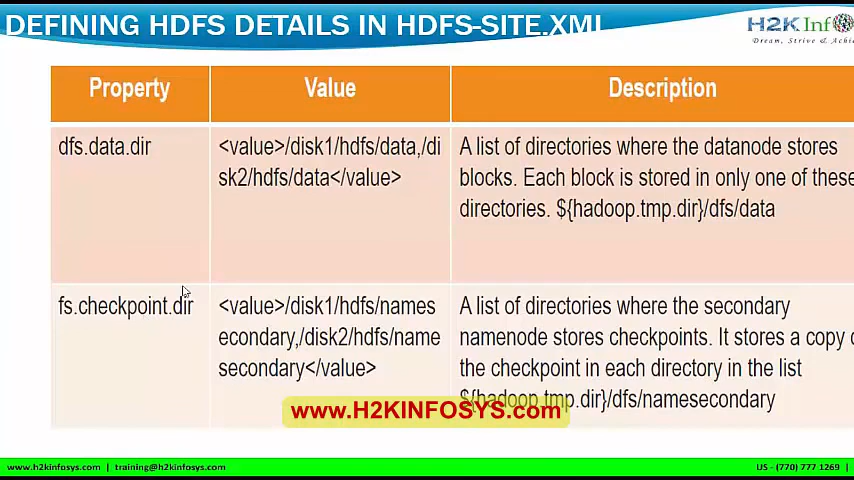 DEFINING HDFS DETAILS IN HDFS-SITE.XML
H2K Info
Dream, Strive & Achie
Property
Value
Description
dfs.data.dir
<value>/disk1/hdfs/data,/di
sk2/hdfs/data</value>
A list of directories where the datanode stores
blocks. Each block is stored in only one of these
directories. ${hadoop.tmp.dir}/dfs/data
fs.checkpoint.dir
<value>/disk1/hdfs/names
econdary,/disk2/hdfs/name
secondary</value>
A list of directories where the secondary
namenode stores checkpoints. It stores a copy o
the checkpoint in each directory in the list
${hadoop.tmp.dir}/dfs/namesecondary
www.H2KINFOSYS.com
www.h2kinfosys.com | training@h2kinfosys.com
US - (770) 777 1269 |